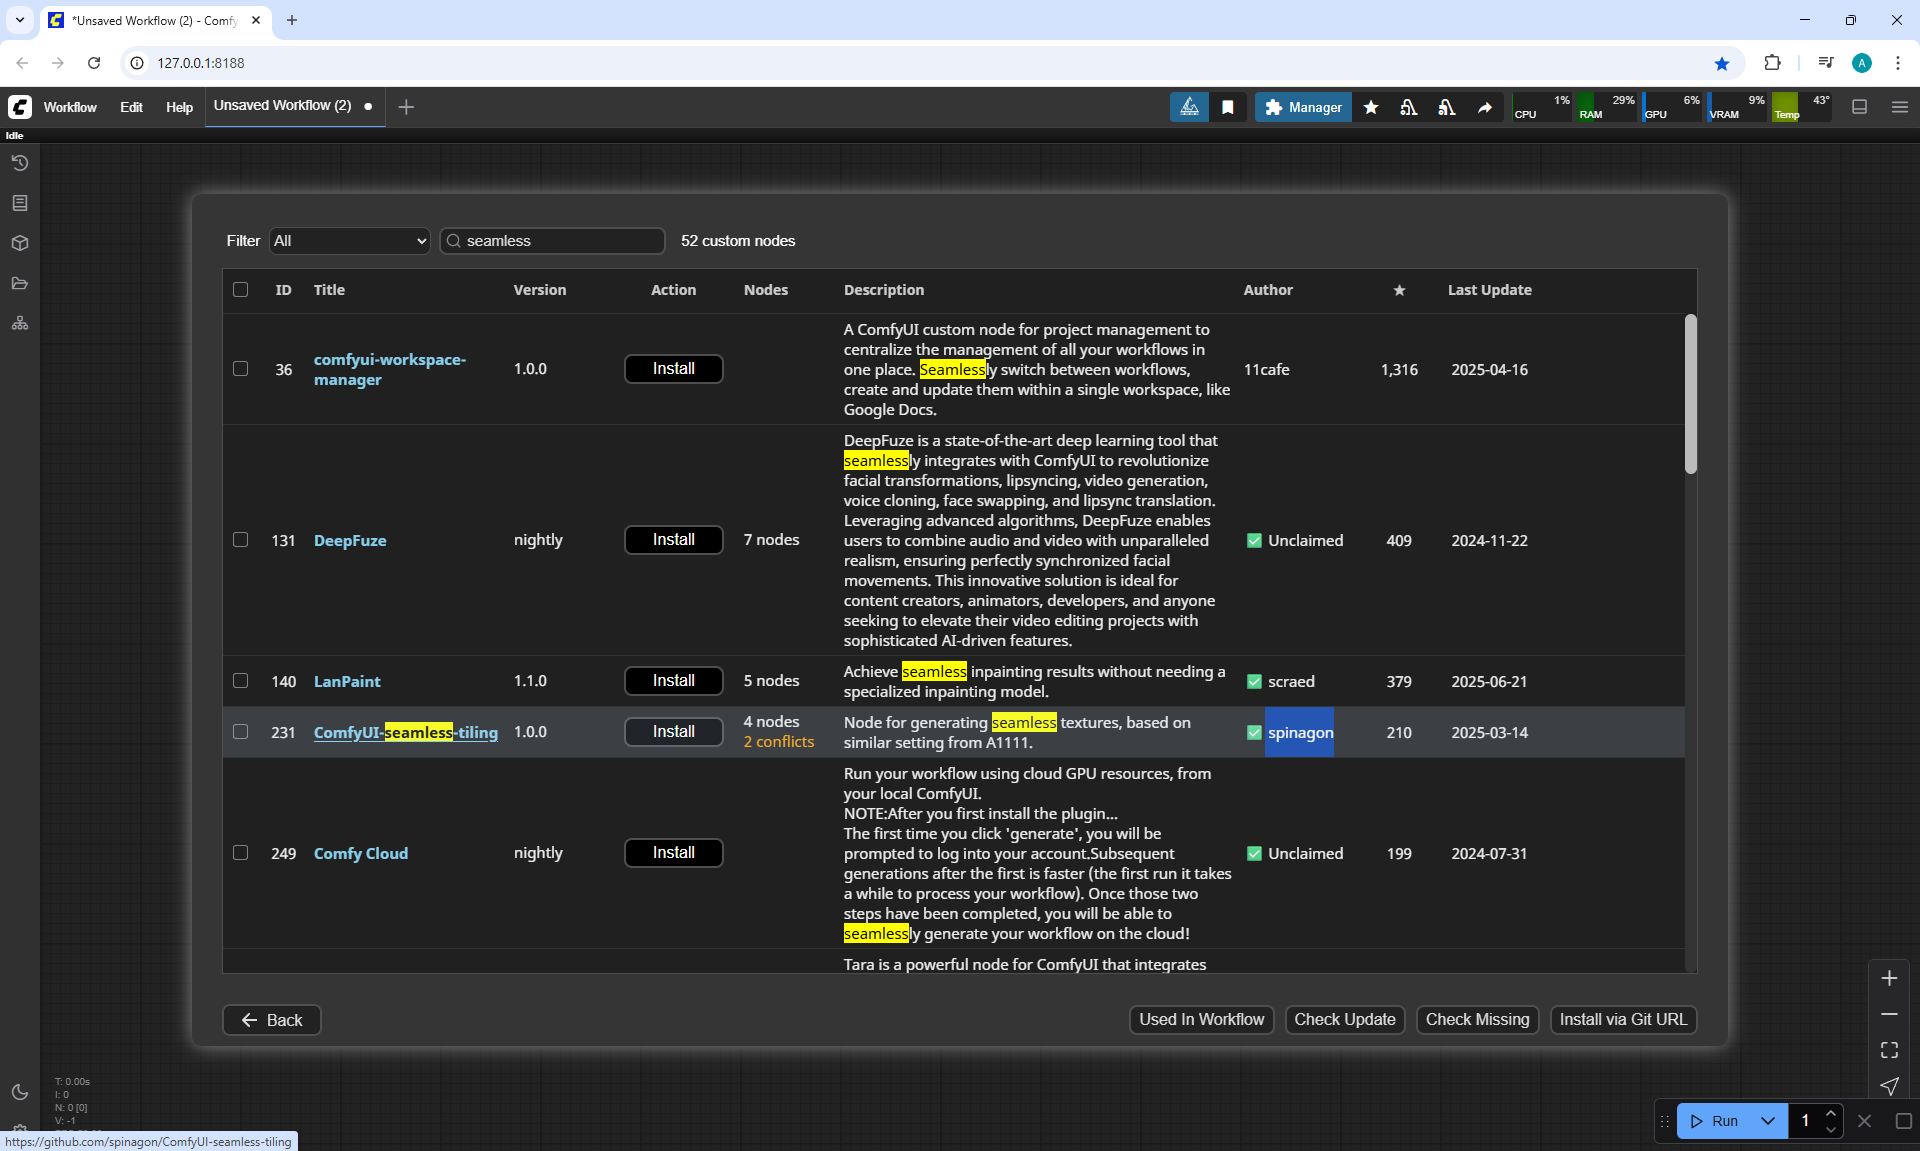 *Unsaved Workflow (2) - Comfy
127.0.0.1:8188
Workflow Edit Help Unsaved Workflow (2)
Manager
CPU 1% RAM 29% GPU 6% VRAM 9% Temp 43°
Idle
Filter All seamless 52 custom nodes
ID Title Version Action Nodes Description Author ★ Last Update
36 comfyui-workspace-
manager
1.0.0 Install
A ComfyUI custom node for project management to
centralize the management of all your workflows in
one place. Seamlessly switch between workflows,
create and update them within a single workspace, like
Google Docs.
11cafe 1,316 2025-04-16
131 DeepFuze nightly Install 7 nodes
DeepFuze is a state-of-the-art deep learning tool that
seamlessly integrates with ComfyUI to revolutionize
facial transformations, lipsyncing, video generation,
voice cloning, face swapping, and lipsync translation.
Leveraging advanced algorithms, DeepFuze enables
users to combine audio and video with unparalleled
realism, ensuring perfectly synchronized facial
movements. This innovative solution is ideal for
content creators, animators, developers, and anyone
seeking to elevate their video editing projects with
sophisticated AI-driven features.
Unclaimed 409 2024-11-22
140 LanPaint 1.1.0 Install 5 nodes
Achieve seamless inpainting results without needing a
specialized inpainting model.
scraed 379 2025-06-21
231 ComfyUI-seamless-tiling 1.0.0 Install
4 nodes
2 conflicts
Node for generating seamless textures, based on
similar setting from A1111.
spinagon 210 2025-03-14
249 Comfy Cloud nightly Install
Run your workflow using cloud GPU resources, from
your local ComfyUI.
NOTE:After you first install the plugin...
The first time you click 'generate', you will be
prompted to log into your account.Subsequent
generations after the first is faster (the first run it takes
a while to process your workflow). Once those two
steps have been completed, you will be able to
seamlessly generate your workflow on the cloud!
Unclaimed 199 2024-07-31
Tara is a powerful node for ComfyUI that integrates
Back Used In Workflow Check Update Check Missing Install via Git URL
T: 0.00s
I: 0
N: 0 [0]
V: -1
Run 1
https://github.com/spinagon/ComfyUI-seamless-tiling